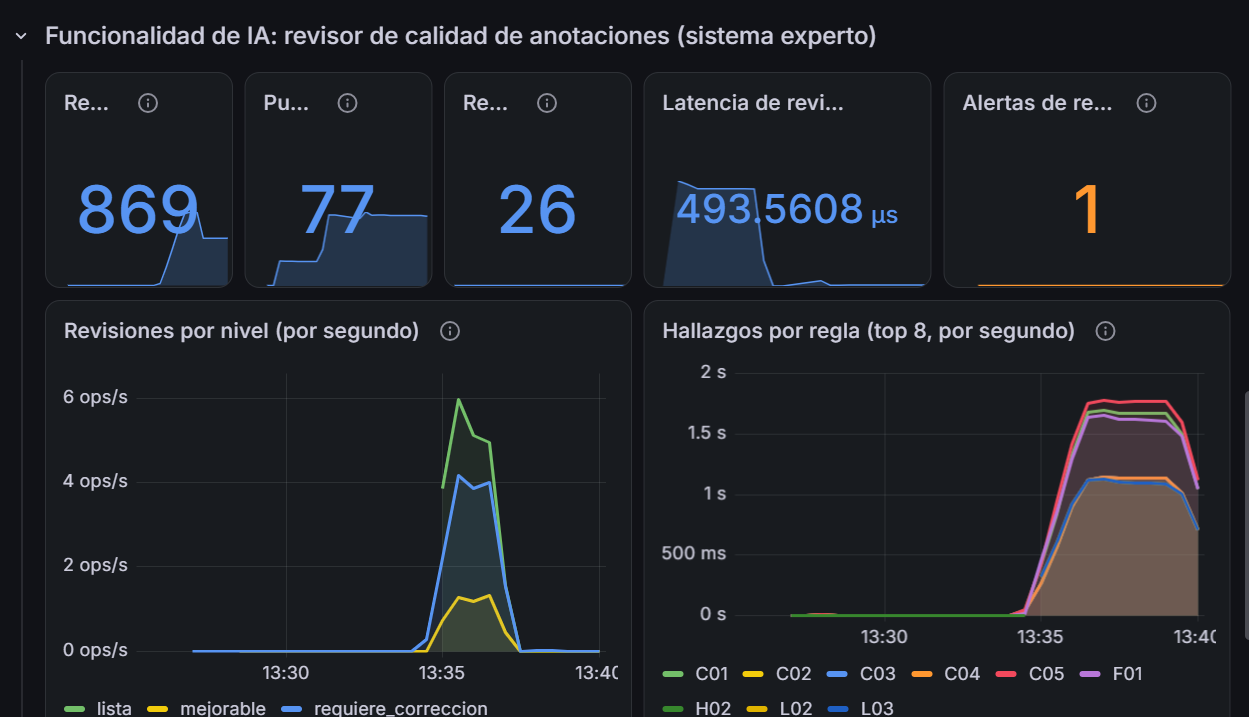 Funcionalidad de IA: revisor de calidad de anotaciones (sistema experto)
Re... Pu... Re... Latencia de revi... Alertas de re...
869 77 26 493.5608 µs 1
Revisiones por nivel (por segundo)
6 ops/s
4 ops/s
2 ops/s
0 ops/s
13:30 13:35 13:40
lista mejorable requiere_correccion
Hallazgos por regla (top 8, por segundo)
2 s
1.5 s
1 s
500 ms
0 s
13:30 13:35 13:40
C01 C02 C03 C04 C05 F01
H02 L02 L03